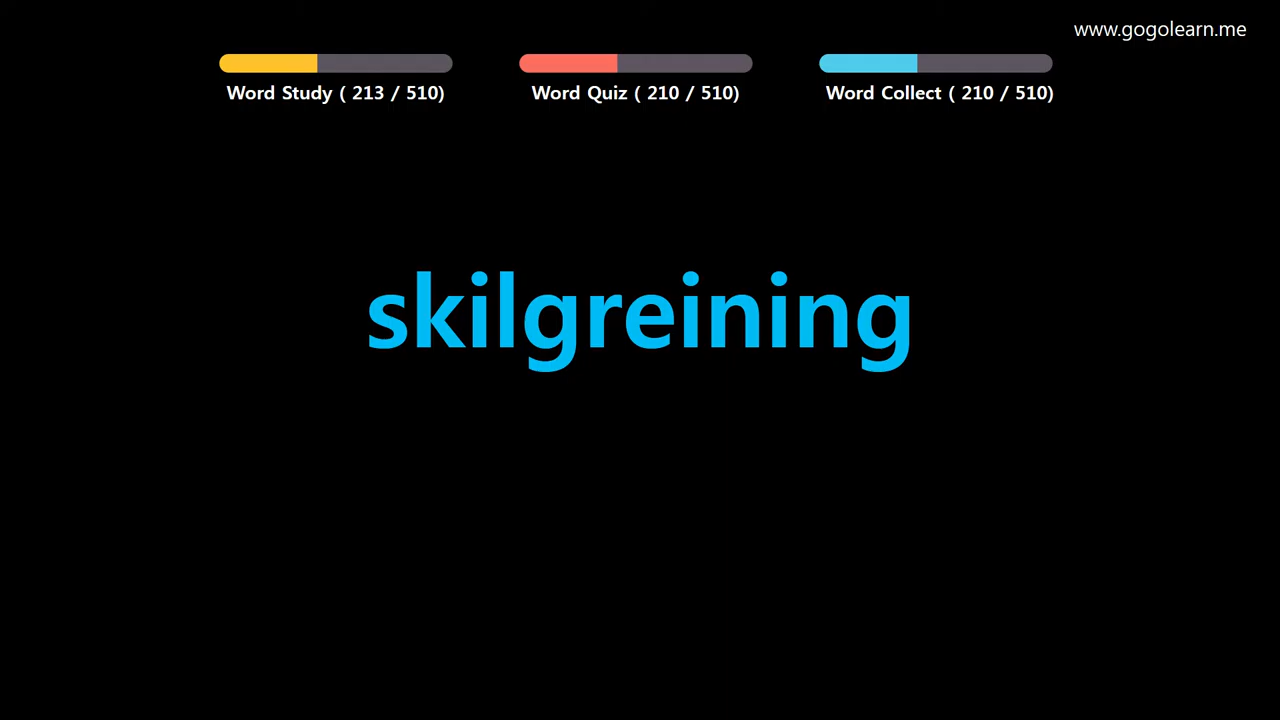 www.gogolearn.me
Word Study ( 213 / 510)
Word Quiz ( 210 / 510)
Word Collect ( 210 / 510)
skilgreining